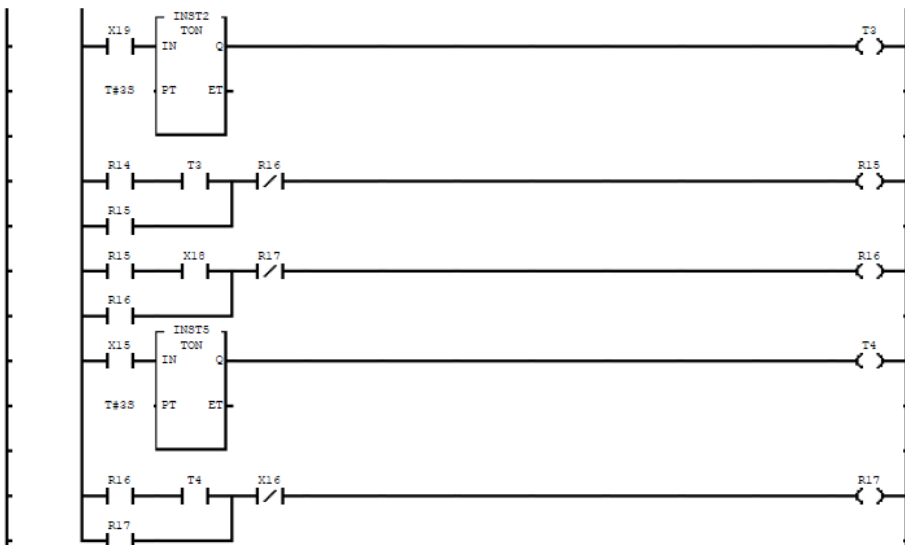 INST2
X19 TON T3
IN Q
T#3S PT ET
R14 T3 R16 R15
R15
R15 X18 R17 R16
R16
INST5
X15 TON T4
IN Q
T#3S PT ET
R16 T4 X16 R17
R17